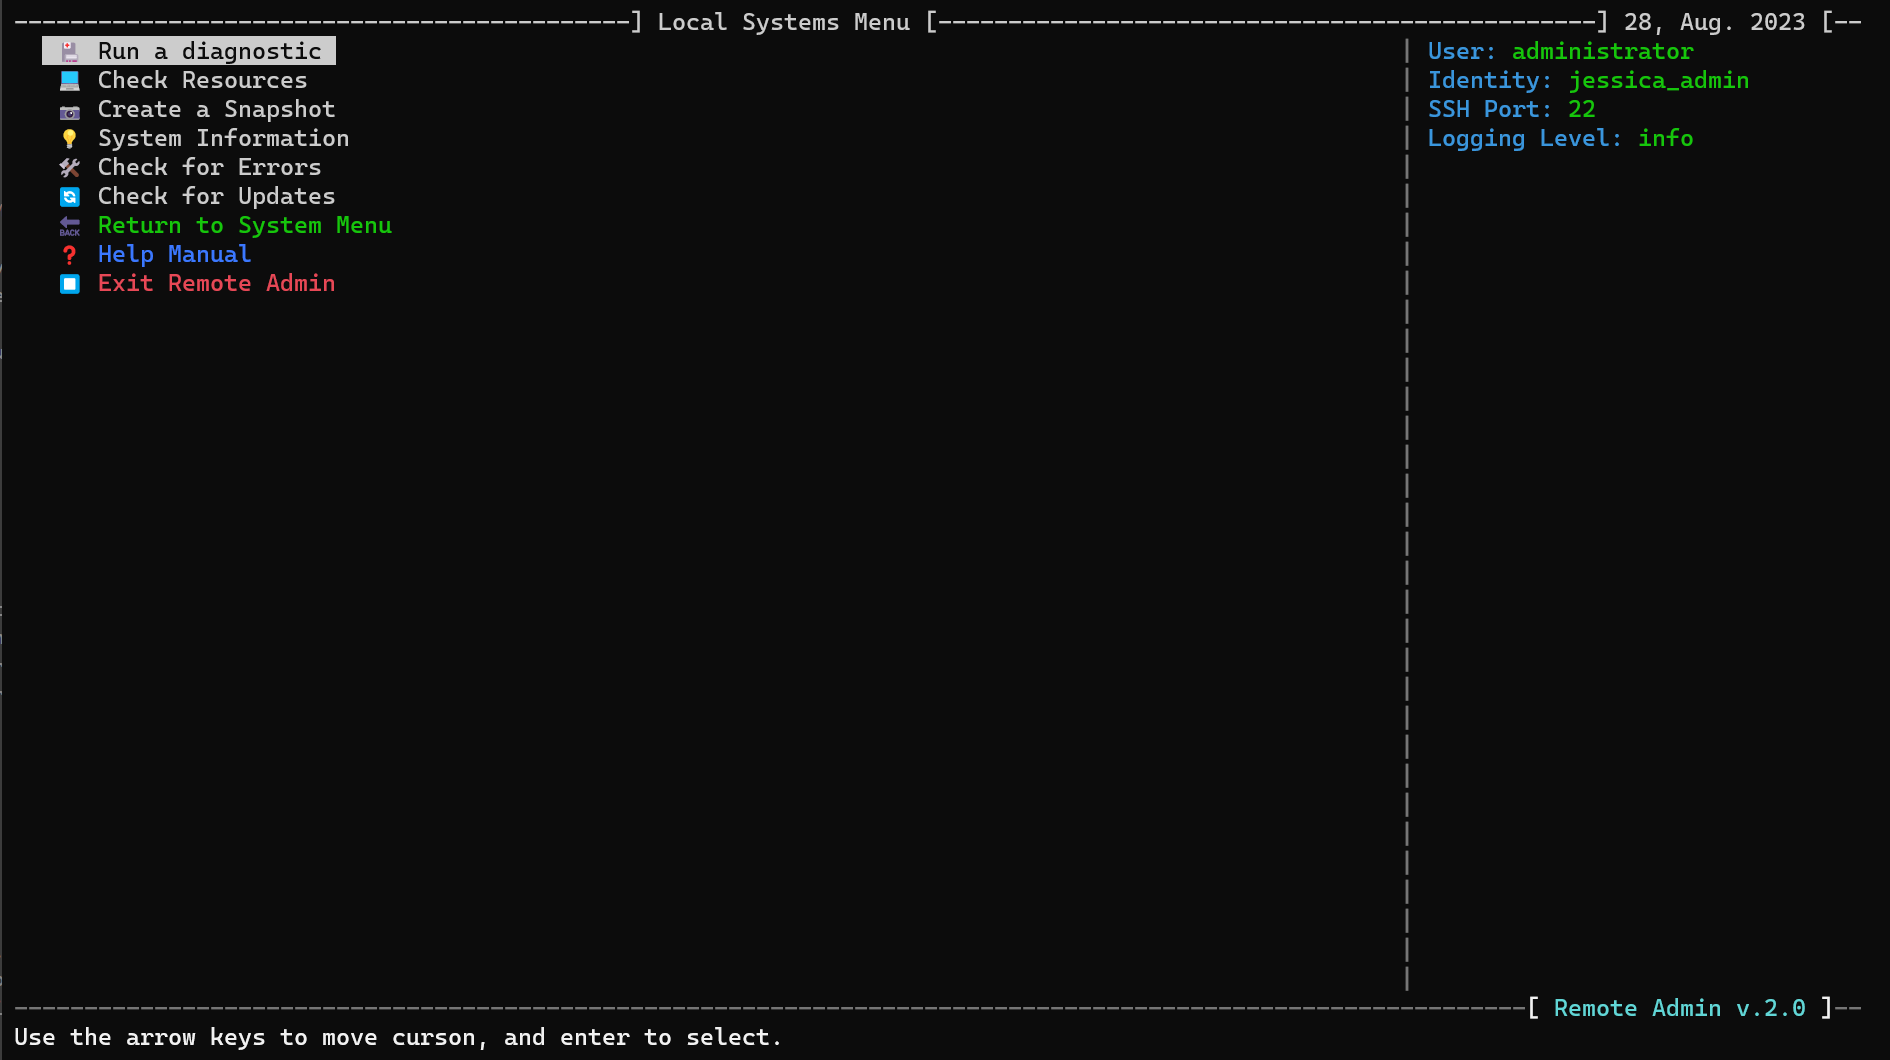 Local Systems Menu
28, Aug. 2023
Run a diagnostic
Check Resources
Create a Snapshot
System Information
Check for Errors
Check for Updates
BACK Return to System Menu
Help Manual
Exit Remote Admin
User: administrator
Identity: jessica_admin
SSH Port: 22
Logging Level: info
[ Remote Admin v.2.0 ]
Use the arrow keys to move curson, and enter to select.